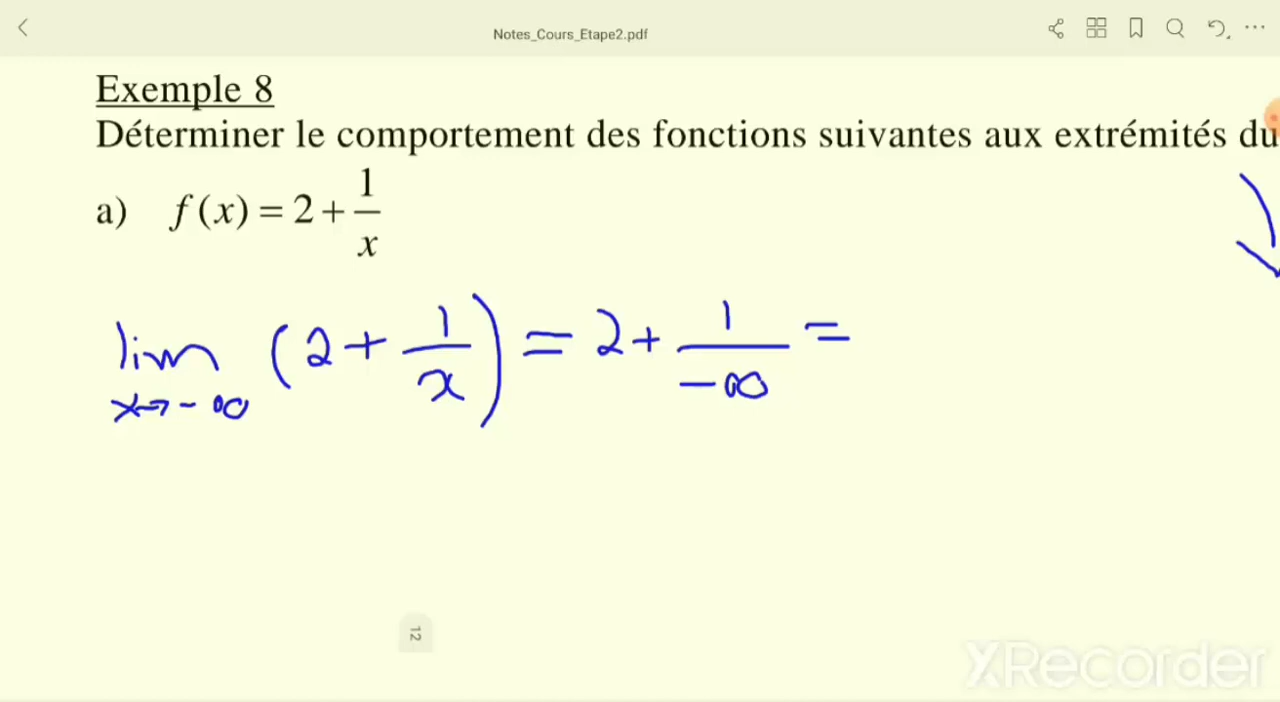 Notes_Cours_Etape2.pdf
Exemple 8
Déterminer le comportement des fonctions suivantes aux extrémités du
a) f(x) = 2 + 1/x
lim x→-∞ (2 + 1/x) = 2 + 1/-∞ =
12
XRecorder